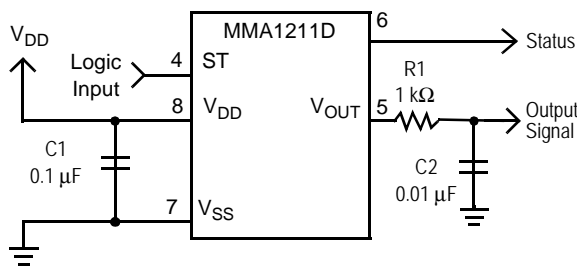 MMA1211D
6
Status
V_DD
Logic
Input
4
ST
R1
1 kΩ
8
V_DD
V_OUT
5
Output
Signal
C1
0.1 μF
C2
0.01 μF
7
V_SS